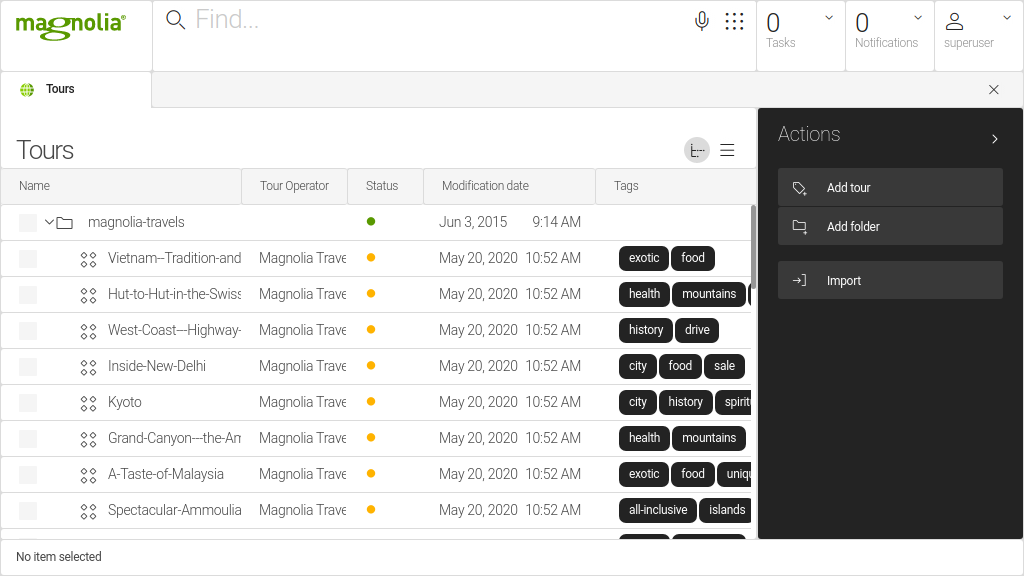 magnolia®
Find...
0
Tasks
0
Notifications
superuser
Tours
Tours
Name Tour Operator Status Modification date Tags
magnolia-travels Jun 3, 2015 9:14 AM
Vietnam--Tradition-and Magnolia Trave May 20, 2020 10:52 AM exotic food
Hut-to-Hut-in-the-Swiss Magnolia Trave May 20, 2020 10:52 AM health mountains
West-Coast---Highway- Magnolia Trave May 20, 2020 10:52 AM history drive
Inside-New-Delhi Magnolia Trave May 20, 2020 10:52 AM city food sale
Kyoto Magnolia Trave May 20, 2020 10:52 AM city history spirit
Grand-Canyon---the-Am Magnolia Trave May 20, 2020 10:52 AM health mountains
A-Taste-of-Malaysia Magnolia Trave May 20, 2020 10:52 AM exotic food uniqu
Spectacular-Ammoulia Magnolia Trave May 20, 2020 10:52 AM all-inclusive islands
Actions
Add tour
Add folder
Import
No item selected